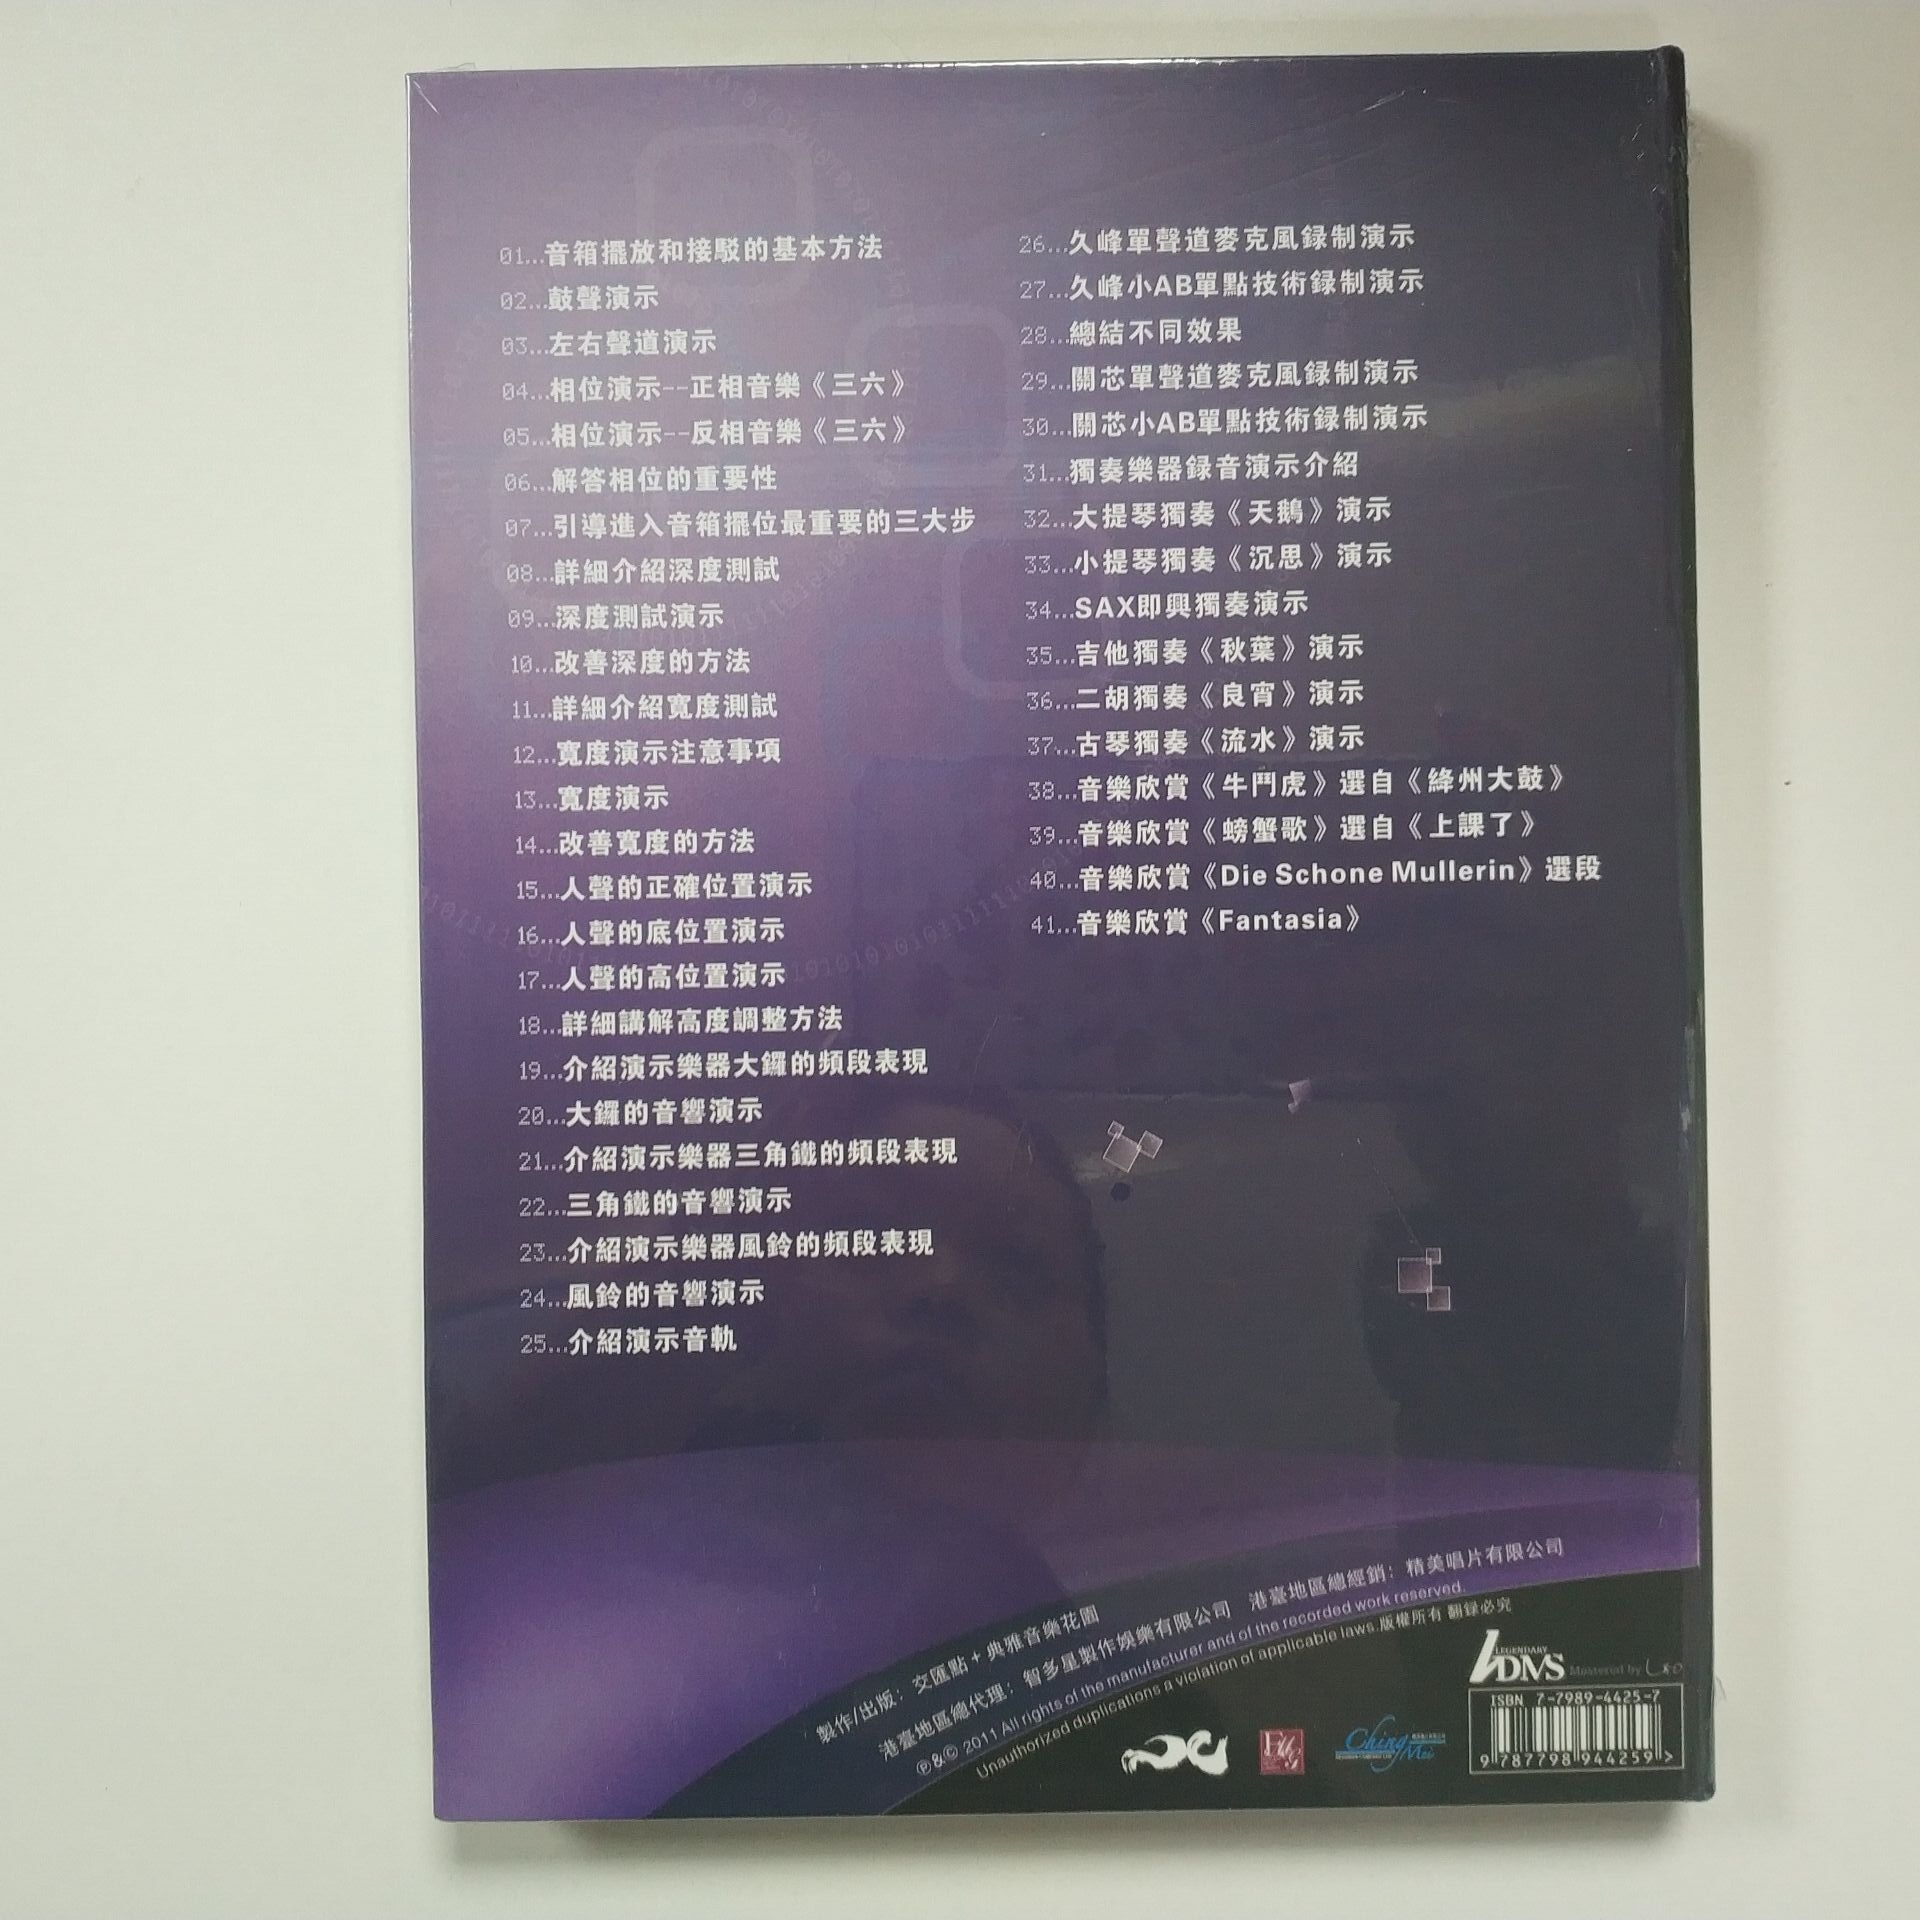 01...音箱擺放和接駁的基本方法
02...鼓聲演示
03...左右聲道演示
04...相位演示--正相音樂《三六》
05...相位演示--反相音樂《三六》
06...解答相位的重要性
07...引導進入音箱擺位最重要的三大步
08...詳細介紹深度測試
09...深度測試演示
10...改善深度的方法
11...詳細介紹寬度測試
12...寬度演示注意事項
13...寬度演示
14...改善寬度的方法
15...人聲的正確位置演示
16...人聲的底位置演示
17...人聲的高位置演示
18...詳細講解高度調整方法
19...介紹演示樂器大鑼的頻段表現
20...大鑼的音響演示
21...介紹演示樂器三角鐵的頻段表現
22...三角鐵的音響演示
23...介紹演示樂器風鈴的頻段表現
24...風鈴的音響演示
25...介紹演示音軌
26...久峰單聲道麥克風録制演示
27...久峰小AB單點技術録制演示
28...總結不同效果
29...關芯單聲道麥克風録制演示
30...關芯小AB單點技術録制演示
31...獨奏樂器録音演示介紹
32...大提琴獨奏《天鵝》演示
33...小提琴獨奏《沉思》演示
34...SAX即興獨奏演示
35...吉他獨奏《秋葉》演示
36...二胡獨奏《良宵》演示
37...古琴獨奏《流水》演示
38...音樂欣賞《牛鬥虎》選自《絳州大鼓》
39...音樂欣賞《螃蟹歌》選自《上課了》
40...音樂欣賞《Die Schone Mullerin》選段
41...音樂欣賞《Fantasia》
製作/出版：交匯點+典雅音樂花園
港臺地區總代理：智多星製作娛樂有限公司 港臺地區總經銷：精美唱片有限公司
℗&© 2011 All rights of the manufacturer and of the recorded work reserved.
Unauthorized duplications a violation of applicable laws.版權所有 翻録必究
LEGENDARY
DMS Mastered by Leo
ISBN 7-7989-4425-7
9 787798 944259 >
Ching Mei